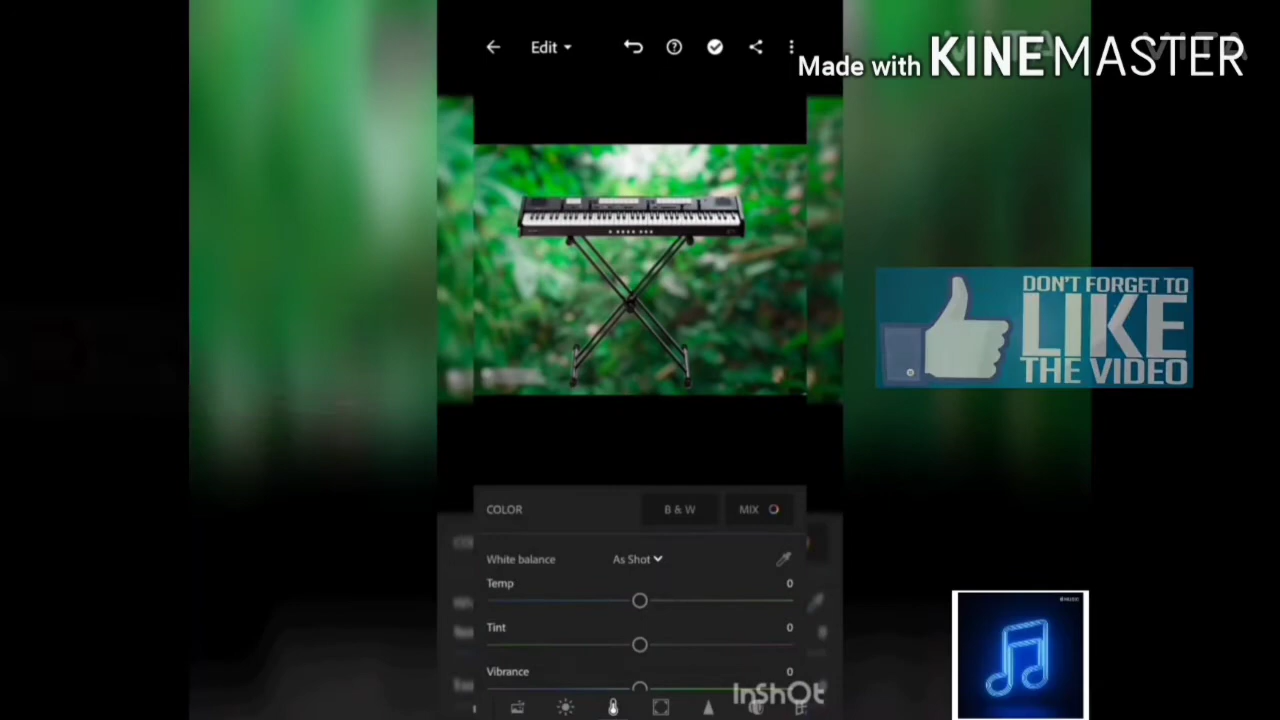 Edit
Made with KINEMASTER
VITA
DON'T FORGET TO
LIKE
THE VIDEO
COLOR
B & W
MIX
White balance
As Shot
Temp
0
Tint
0
Vibrance
0
InShOt